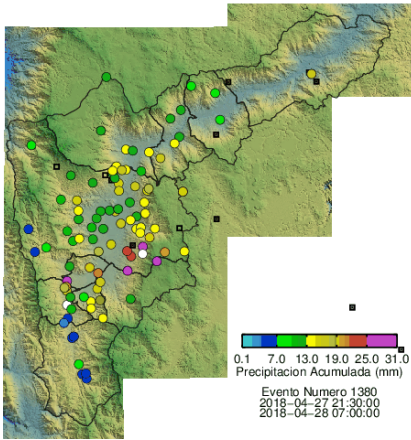 0.1 7.0 13.0 19.0 25.0 31.0
Precipitacion Acumulada (mm)
Evento Numero 1380
2018-04-27 21:30:00
2018-04-28 07:00:00